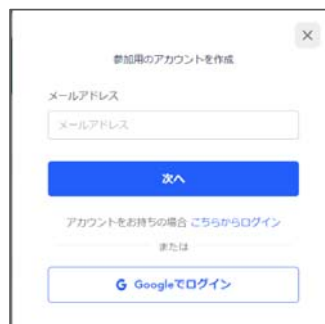 参加用のアカウントを作成
メールアドレス
メールアドレス
次へ
アカウントをお持ちの場合 こちらからログイン
または
G Googleでログイン